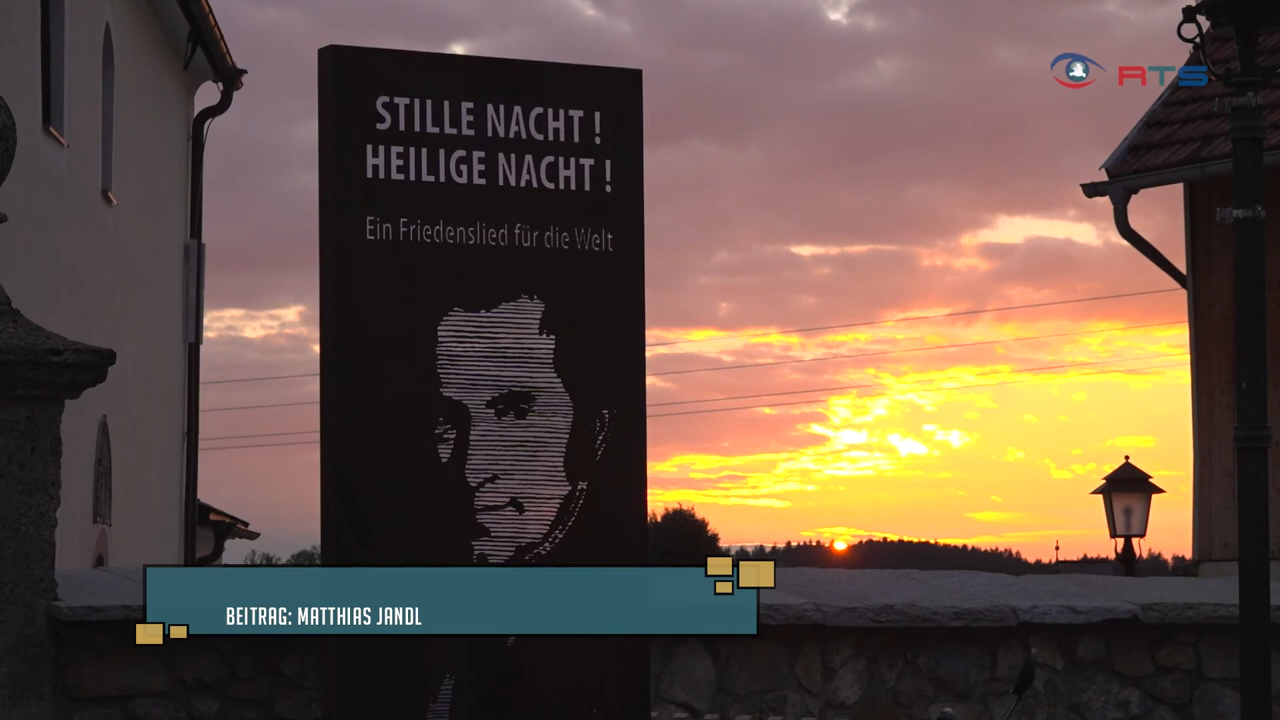 STILLE NACHT !
HEILIGE NACHT !
Ein Friedenslied für die Welt
RTS
BEITRAG: MATTHIAS JANDL